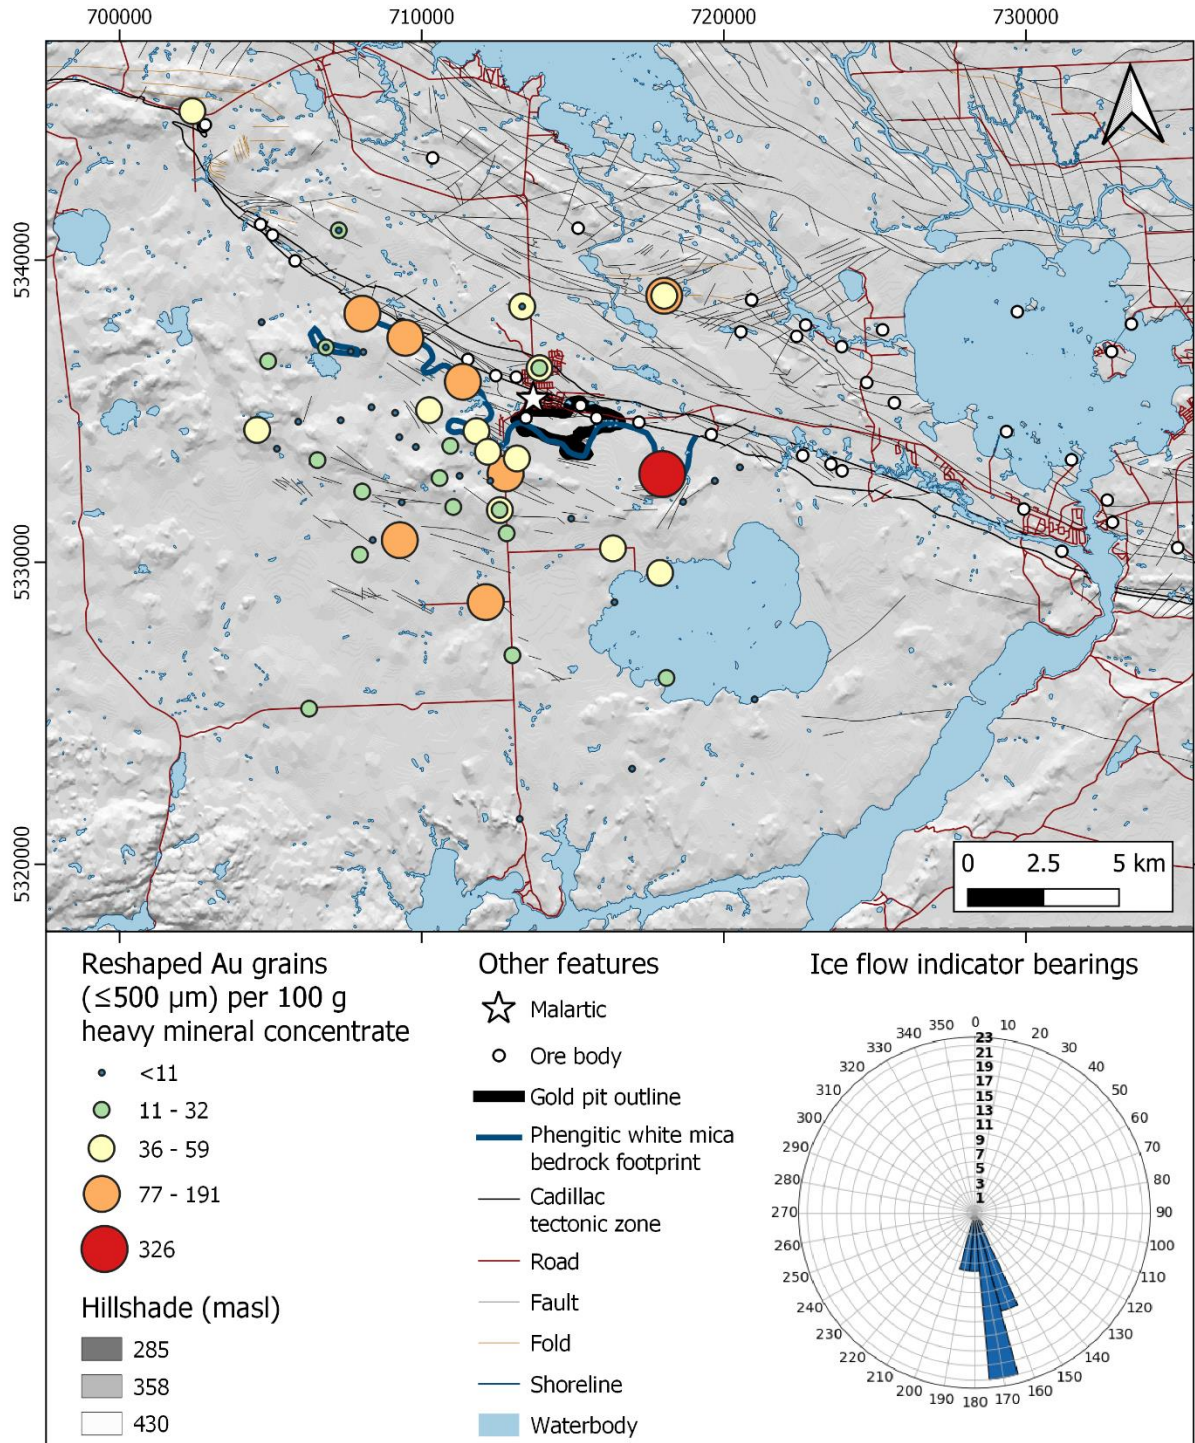 700000 710000 720000 730000
5340000
5330000
5320000
0 2.5 5 km
Reshaped Au grains
(≤500 µm) per 100 g
heavy mineral concentrate
<11
11 - 32
36 - 59
77 - 191
326
Hillshade (masl)
285
358
430
Other features
Malartic
Ore body
Gold pit outline
Phengitic white mica
bedrock footprint
Cadillac
tectonic zone
Road
Fault
Fold
Shoreline
Waterbody
Ice flow indicator bearings
0
10
20
30
40
50
60
70
80
90
100
110
120
130
140
150
160
170
180
190
200
210
220
230
240
250
260
270
280
290
300
310
320
330
340
350
23
21
19
17
15
13
11
9
7
5
3
1